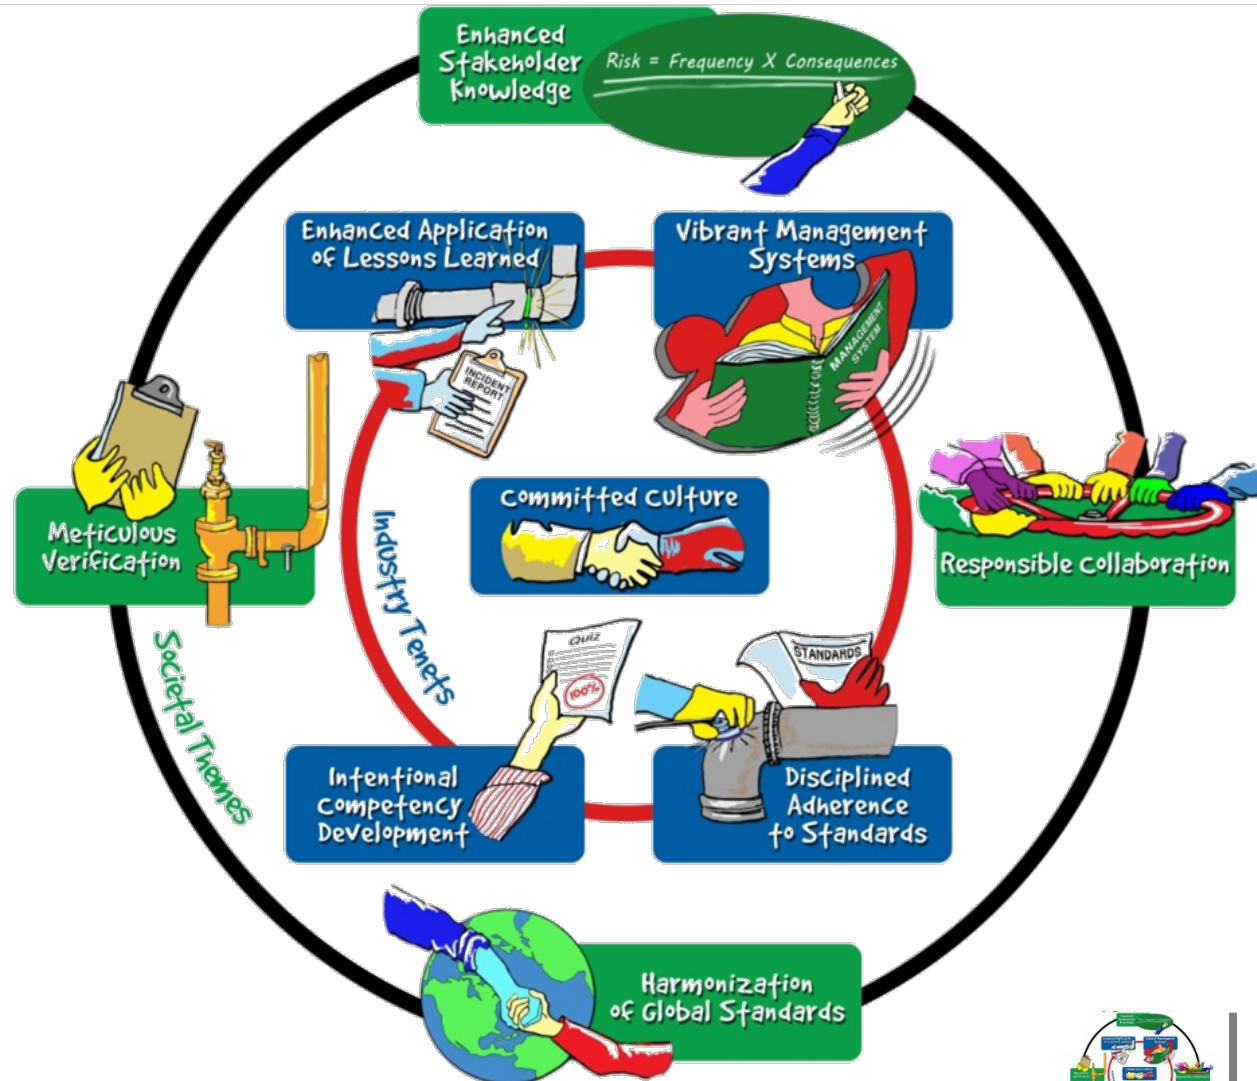 Enhanced
Stakeholder
Knowledge
Risk = Frequency X Consequences
Enhanced Application
of Lessons Learned
INCIDENT
REPORT
Vibrant Management
Systems
MANAGEMENT
SYSTEM
Meticulous
Verification
Committed Culture
Responsible Collaboration
Industry Tenets
Societal Themes
Quiz
100%
Intentional
Competency
Development
STANDARDS
Disciplined
Adherence
to Standards
Harmonization
of Global Standards